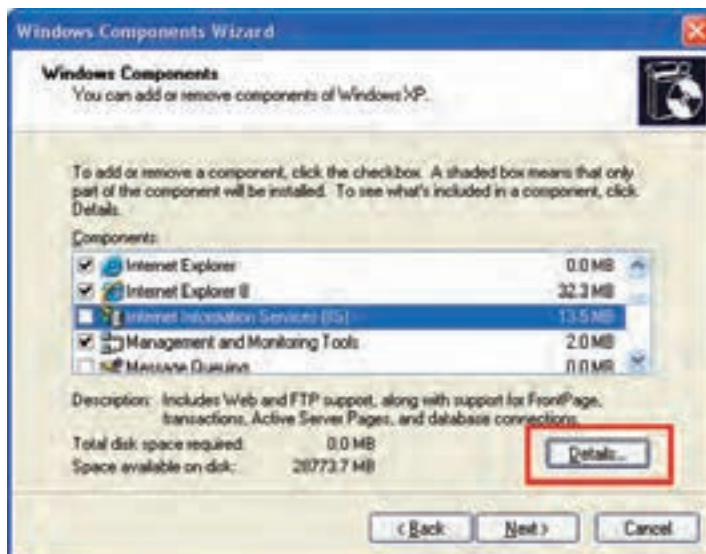 Windows Components Wizard
Windows Components
You can add or remove components of Windows XP.
To add or remove a component, click the checkbox. A shaded box means that only
part of the component will be installed. To see what's included in a component, click
Details.
Components:
Internet Explorer 0.0 MB
Internet Explorer 8 32.3 MB
Internet Information Services (IIS) 13.5 MB
Management and Monitoring Tools 2.0 MB
Message Queuing 0.0 MB
Description: Includes Web and FTP support, along with support for FrontPage,
transactions, Active Server Pages, and database connections.
Total disk space required: 0.0 MB
Space available on disk: 28773.7 MB
Details...
< Back
Next >
Cancel